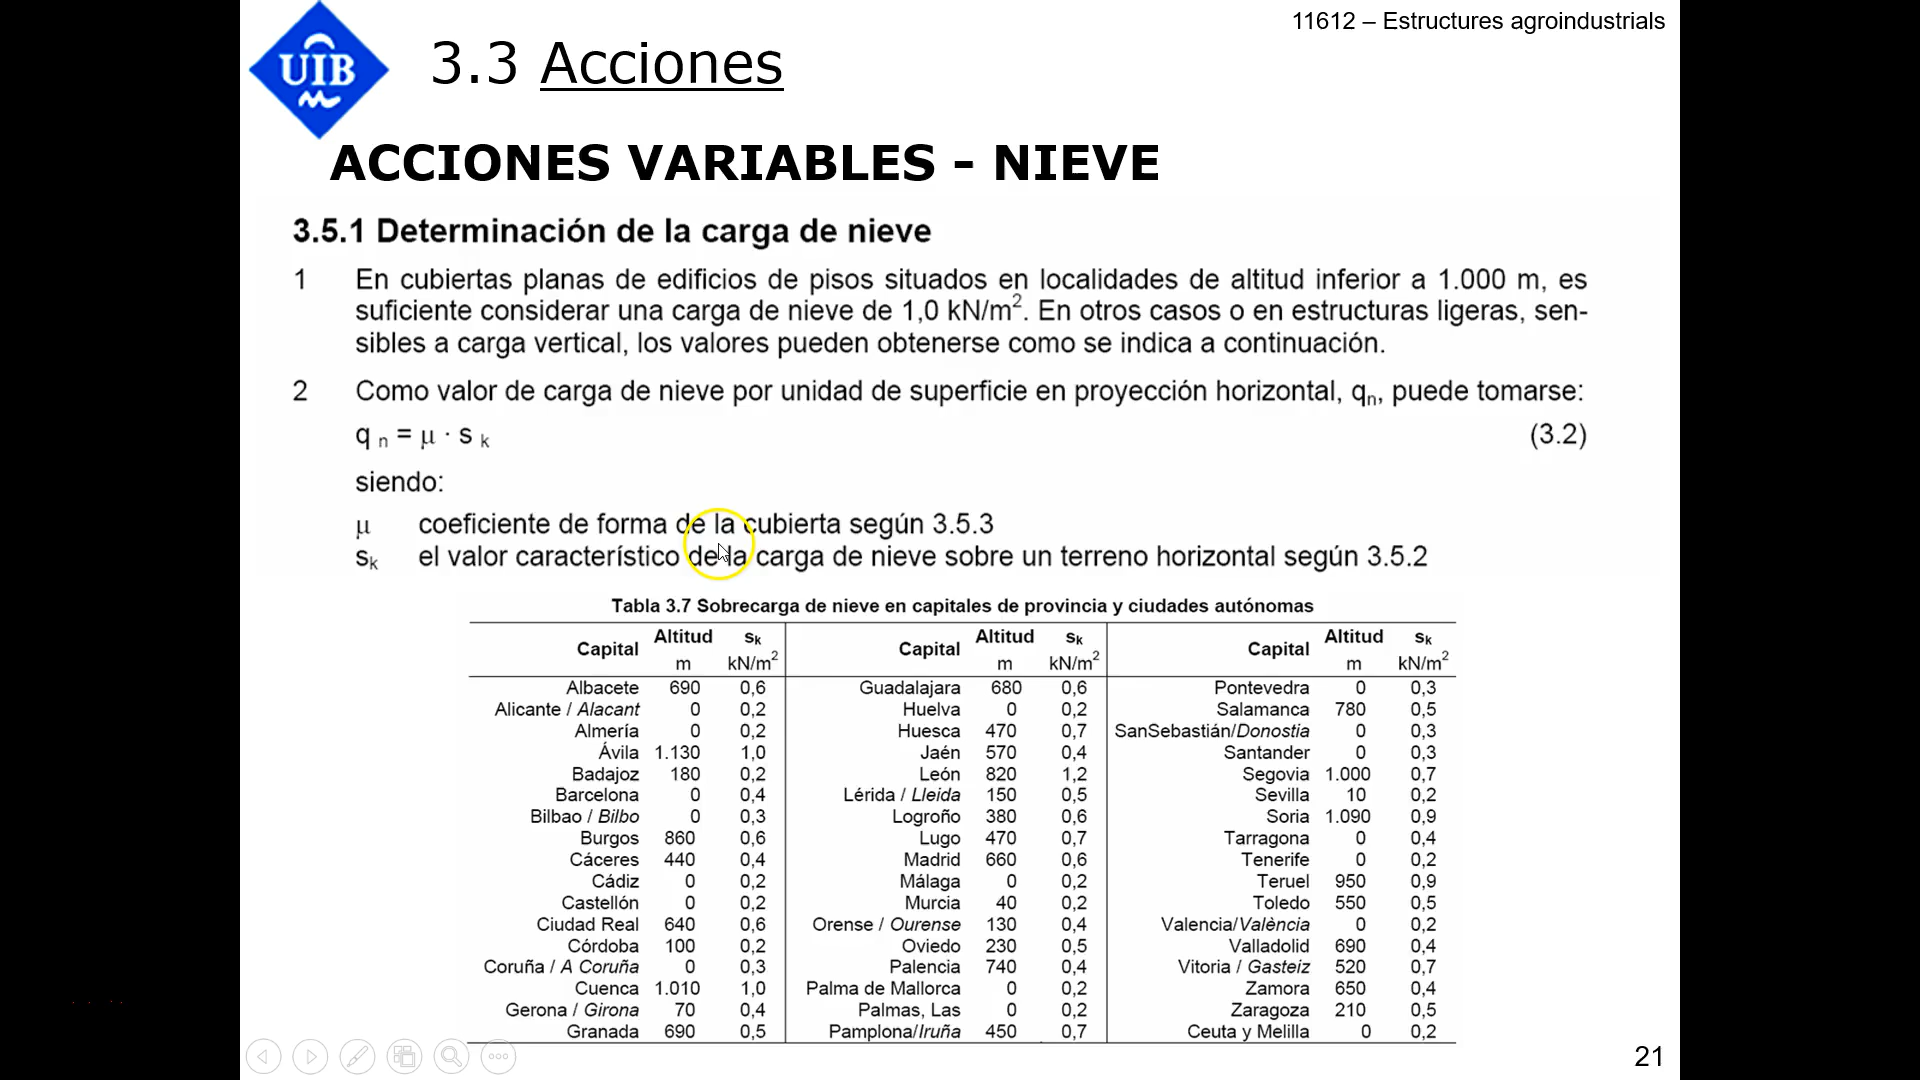 11612 – Estructures agroindustrials
UIB
3.3 Acciones
ACCIONES VARIABLES - NIEVE
3.5.1 Determinación de la carga de nieve
1 En cubiertas planas de edificios de pisos situados en localidades de altitud inferior a 1.000 m, es
suficiente considerar una carga de nieve de 1,0 kN/m². En otros casos o en estructuras ligeras, sen-
sibles a carga vertical, los valores pueden obtenerse como se indica a continuación.
2 Como valor de carga de nieve por unidad de superficie en proyección horizontal, qn, puede tomarse:
q n = μ · s k (3.2)
siendo:
μ coeficiente de forma de la cubierta según 3.5.3
sk el valor característico de la carga de nieve sobre un terreno horizontal según 3.5.2
Tabla 3.7 Sobrecarga de nieve en capitales de provincia y ciudades autónomas
Capital Altitud m sk kN/m² Capital Altitud m sk kN/m² Capital Altitud m sk kN/m²
Albacete 690 0,6 Guadalajara 680 0,6 Pontevedra 0 0,3
Alicante / Alacant 0 0,2 Huelva 0 0,2 Salamanca 780 0,5
Almería 0 0,2 Huesca 470 0,7 SanSebastián/Donostia 0 0,3
Ávila 1.130 1,0 Jaén 570 0,4 Santander 0 0,3
Badajoz 180 0,2 León 820 1,2 Segovia 1.000 0,7
Barcelona 0 0,4 Lérida / Lleida 150 0,5 Sevilla 10 0,2
Bilbao / Bilbo 0 0,3 Logroño 380 0,6 Soria 1.090 0,9
Burgos 860 0,6 Lugo 470 0,7 Tarragona 0 0,4
Cáceres 440 0,4 Madrid 660 0,6 Tenerife 0 0,2
Cádiz 0 0,2 Málaga 0 0,2 Teruel 950 0,9
Castellón 0 0,2 Murcia 40 0,2 Toledo 550 0,5
Ciudad Real 640 0,6 Orense / Ourense 130 0,4 Valencia/València 0 0,2
Córdoba 100 0,2 Oviedo 230 0,5 Valladolid 690 0,4
Coruña / A Coruña 0 0,3 Palencia 740 0,4 Vitoria / Gasteiz 520 0,7
Cuenca 1.010 1,0 Palma de Mallorca 0 0,2 Zamora 650 0,4
Gerona / Girona 70 0,4 Palmas, Las 0 0,2 Zaragoza 210 0,5
Granada 690 0,5 Pamplona/Iruña 450 0,7 Ceuta y Melilla 0 0,2
21